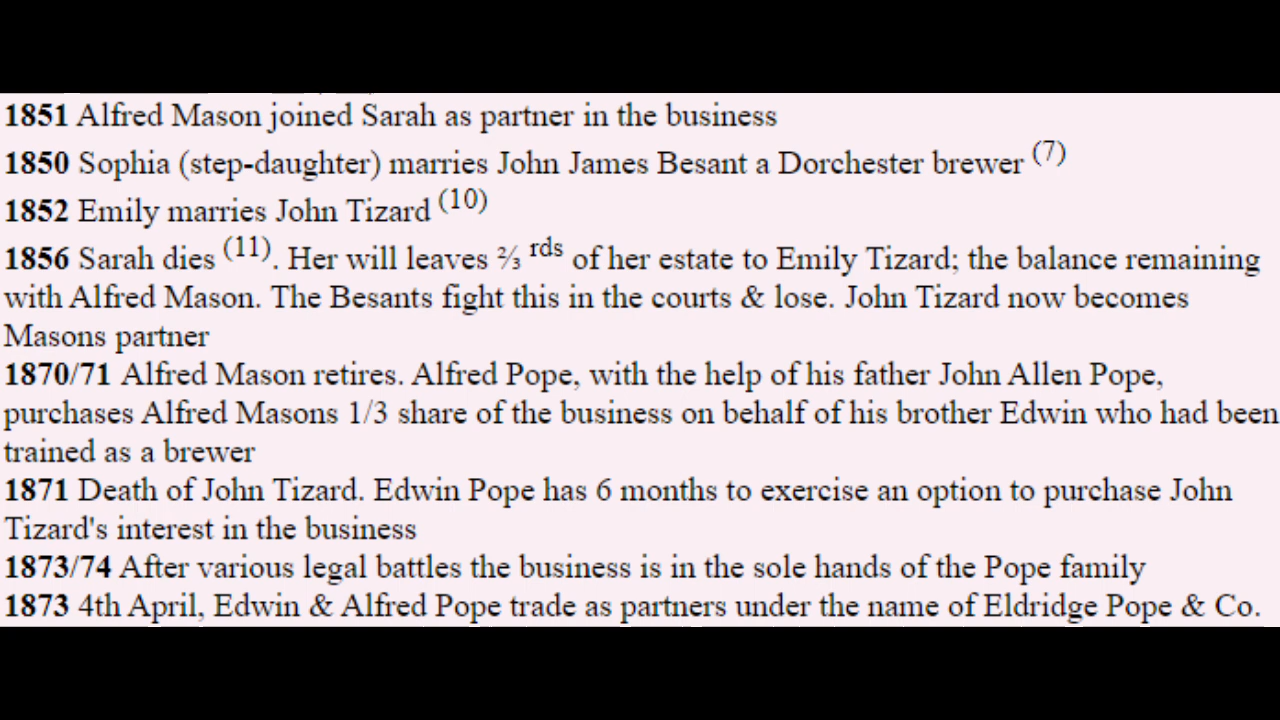 1851 Alfred Mason joined Sarah as partner in the business
1850 Sophia (step-daughter) marries John James Besant a Dorchester brewer (7)
1852 Emily marries John Tizard (10)
1856 Sarah dies (11). Her will leaves ⅔ rds of her estate to Emily Tizard; the balance remaining
with Alfred Mason. The Besants fight this in the courts & lose. John Tizard now becomes
Masons partner
1870/71 Alfred Mason retires. Alfred Pope, with the help of his father John Allen Pope,
purchases Alfred Masons 1/3 share of the business on behalf of his brother Edwin who had been
trained as a brewer
1871 Death of John Tizard. Edwin Pope has 6 months to exercise an option to purchase John
Tizard's interest in the business
1873/74 After various legal battles the business is in the sole hands of the Pope family
1873 4th April, Edwin & Alfred Pope trade as partners under the name of Eldridge Pope & Co.